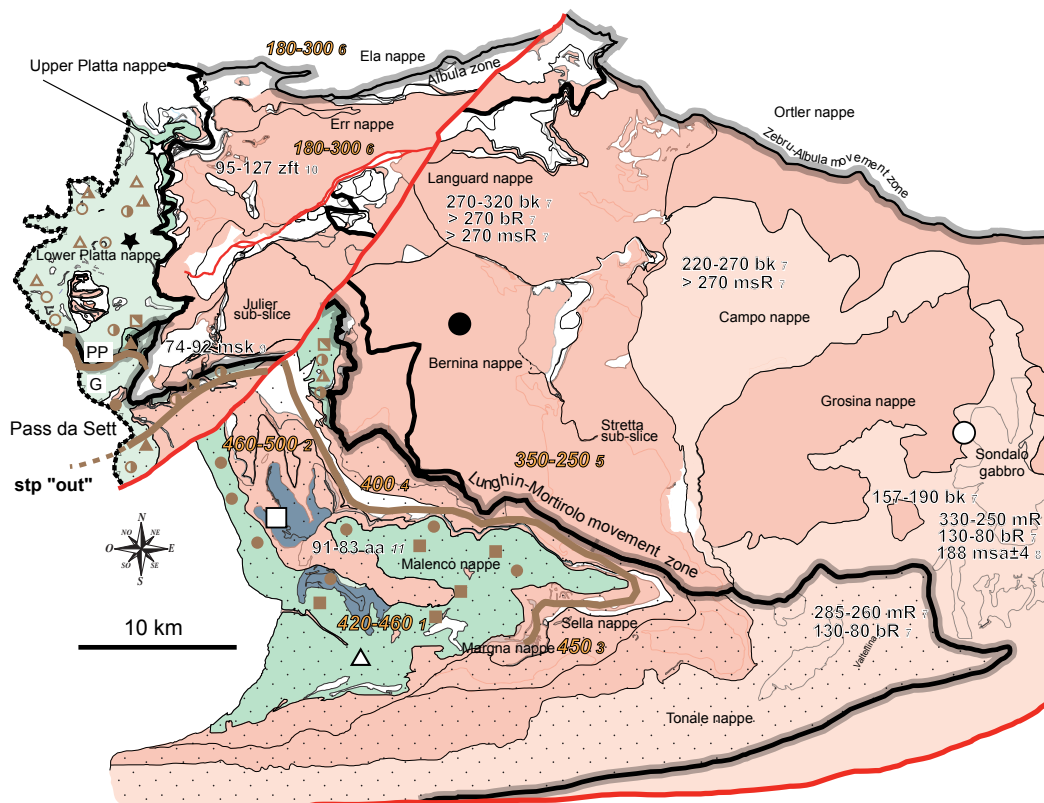 180-300 6
Ela nappe
Upper Platta nappe
Albula zone
Ortler nappe
Err nappe
Zebru-Albula movement zone
180-300 6
95-127 zft 10
Languard nappe
270-320 bk 7
> 270 bR 7
> 270 msR 7
Lower Platta nappe
220-270 bk 7
> 270 msR 7
Campo nappe
Julier
sub-slice
PP
74-92 msk 9
Bernina nappe
G
Grosina nappe
Pass da Sett
Stretta
sub-slice
460-500 2
350-250 5
Sondalo
gabbro
stp "out"
400 4
Lunghin-Mortirolo movement zone
157-190 bk 7
330-250 mR 7
130-80 bR 7
188 msa±4 8
N
NO
NE
O
E
SO
SE
S
91-83 aa 11
Malenco nappe
10 km
285-260 mR 7
130-80 bR 7
420-460 1
Sella nappe
Margna nappe
450 3
Valtellina
Tonale nappe